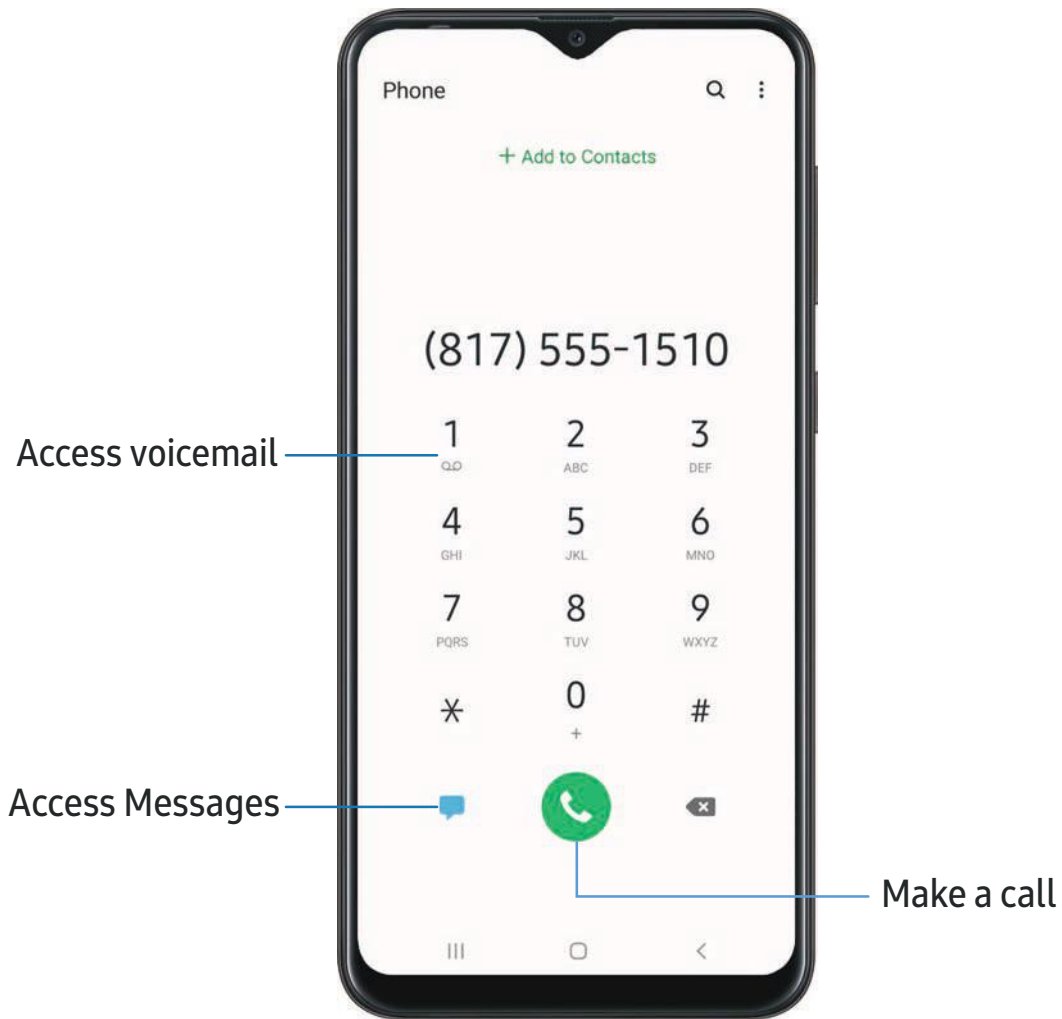 Phone
+ Add to Contacts
(817) 555-1510
Access voicemail
1 2 3
ABC DEF
4 5 6
GHI JKL MNO
7 8 9
PQRS TUV WXYZ
* 0 #
+
Access Messages
Make a call